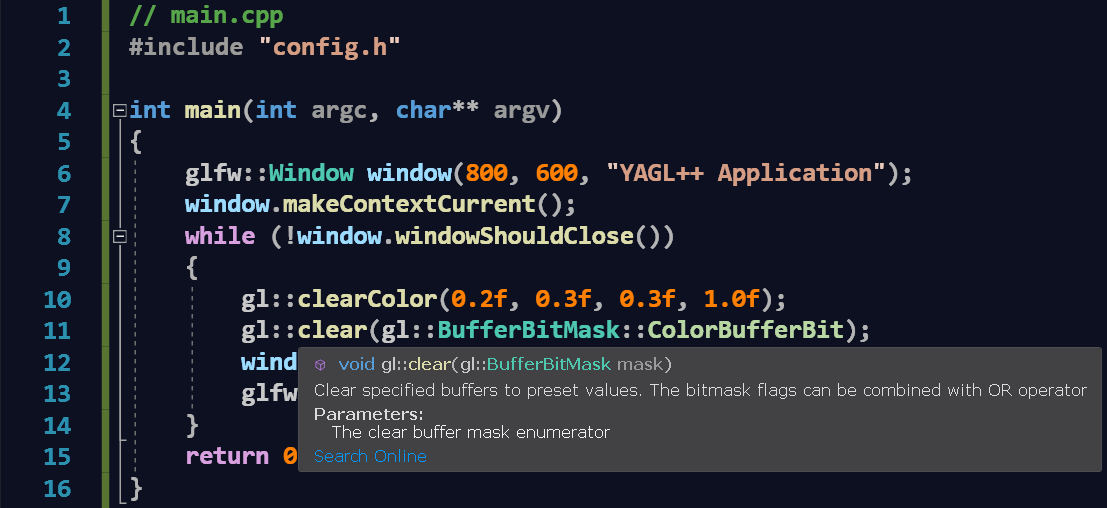 1 // main.cpp
2 #include "config.h"
3
4 int main(int argc, char** argv)
5 {
6 glfw::Window window(800, 600, "YAGL++ Application");
7 window.makeContextCurrent();
8 while (!window.windowShouldClose())
9 {
10 gl::clearColor(0.2f, 0.3f, 0.3f, 1.0f);
11 gl::clear(gl::BufferBitMask::ColorBufferBit);
12 wind
void gl::clear(gl::BufferBitMask mask)
13 glfw
Clear specified buffers to preset values. The bitmask flags can be combined with OR operator
Parameters:
14 }
The clear buffer mask enumerator
15 return 0
Search Online
16 }